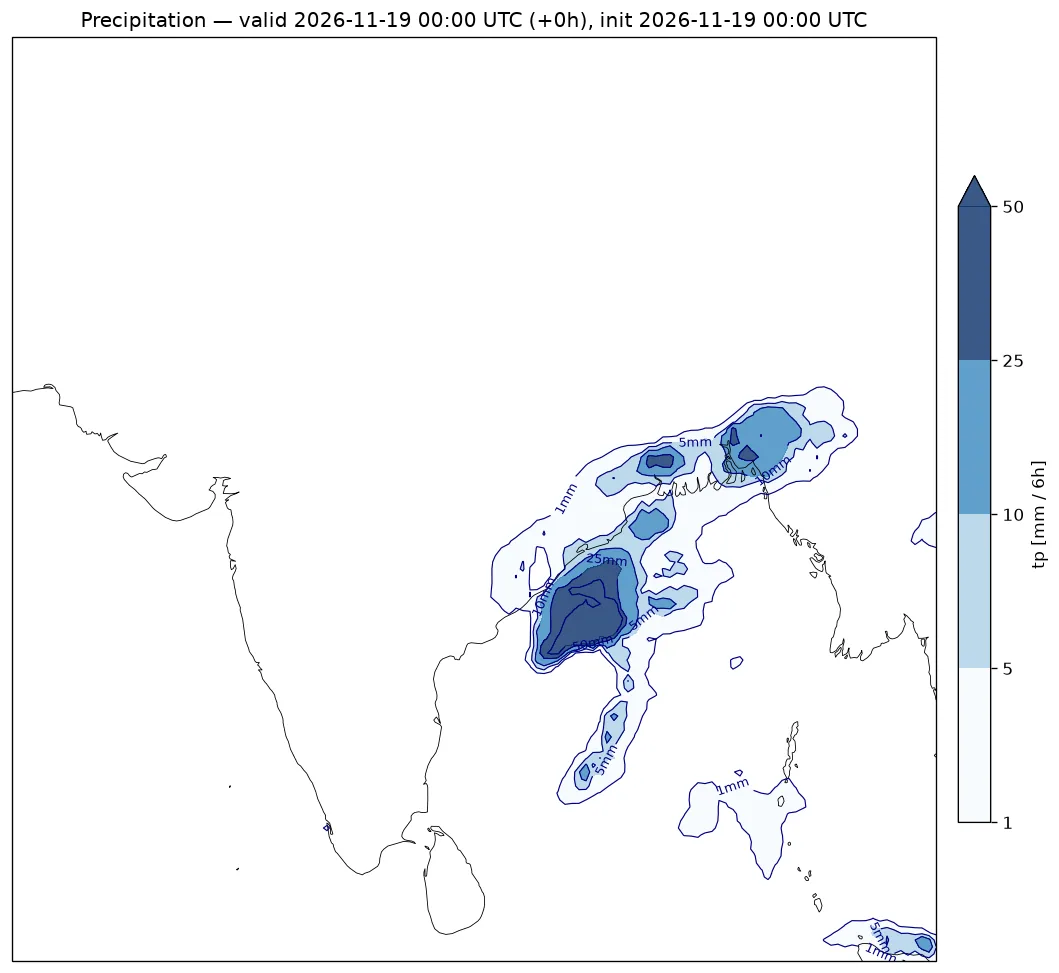 Precipitation — valid 2026-11-19 00:00 UTC (+0h), init 2026-11-19 00:00 UTC
50
25
10
5
1
tp [mm / 6h]
5mm
10mm
1mm
25mm
10mm
5mm
50mm
5mm
1mm
5mm
1mm